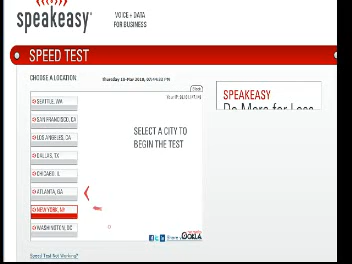 speakeasy
VOICE + DATA
FOR BUSINESS
SPEED TEST
CHOOSE A LOCATION
SEATTLE, WA
SAN FRANCISCO, CA
LOS ANGELES, CA
DALLAS, TX
CHICAGO, IL
ATLANTA, GA
NEW YORK, NY
WASHINGTON, DC
SELECT A CITY TO
BEGIN THE TEST
Share
OOKLA
SPEAKEASY
Do More for Less
Speed Test Not Working?